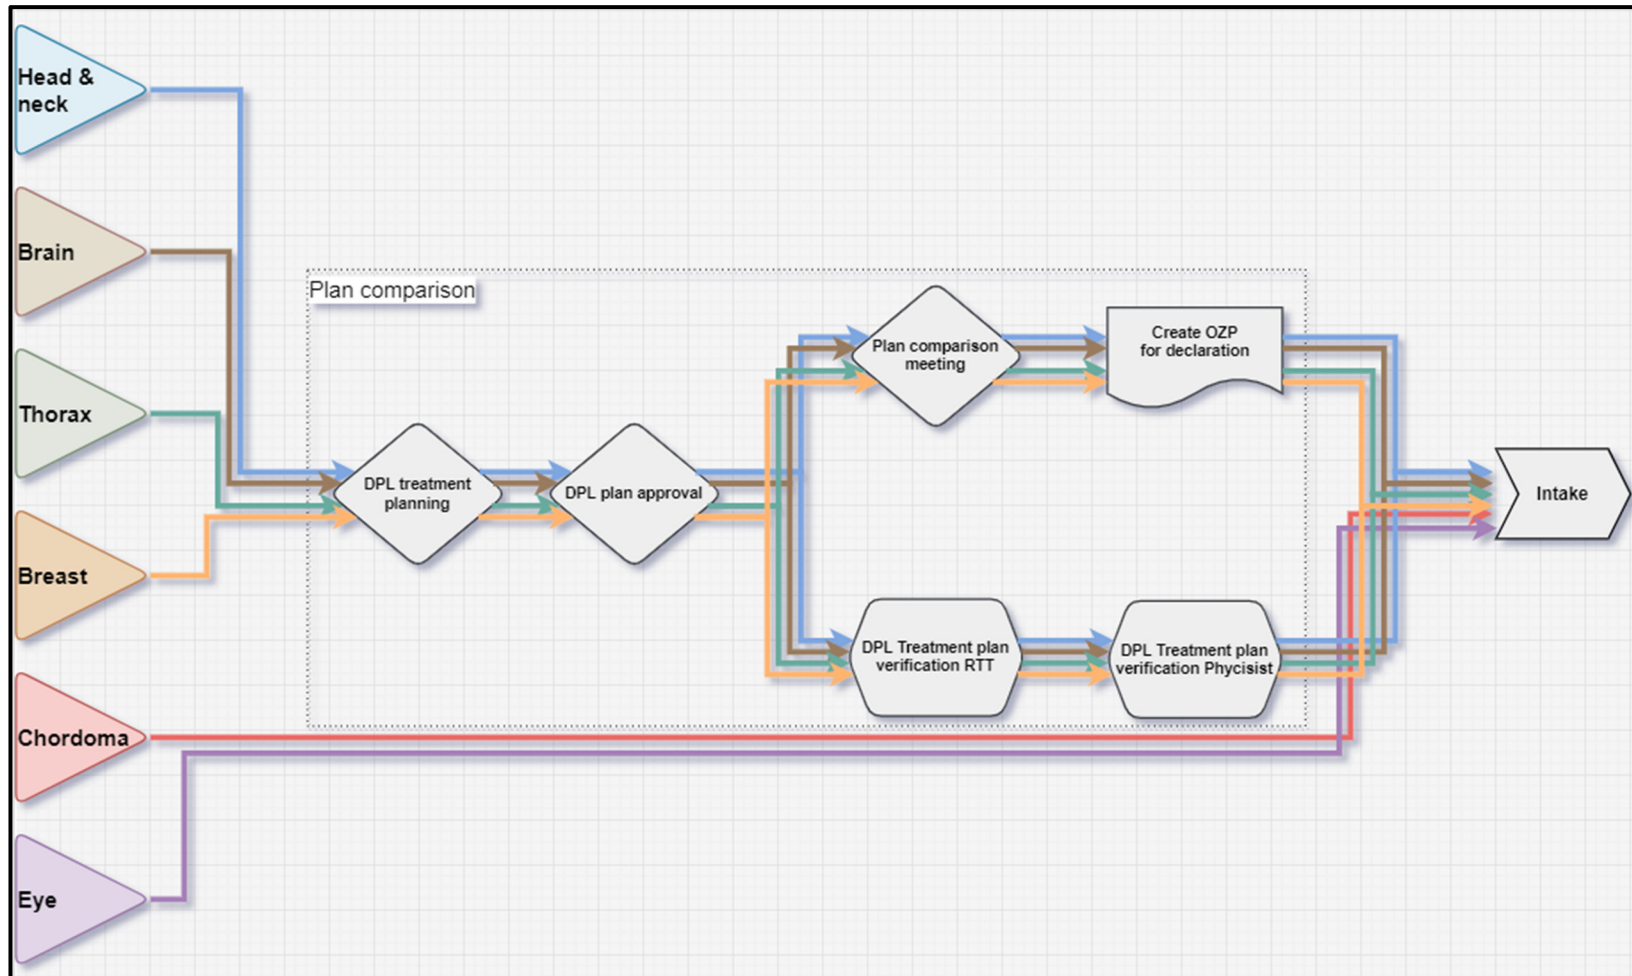 Head &
neck
Brain
Thorax
Breast
Chordoma
Eye
Plan comparison
DPL treatment
planning
DPL plan approval
Plan comparison
meeting
Create OZP
for declaration
DPL Treatment plan
verification RTT
DPL Treatment plan
verification Phycisist
Intake